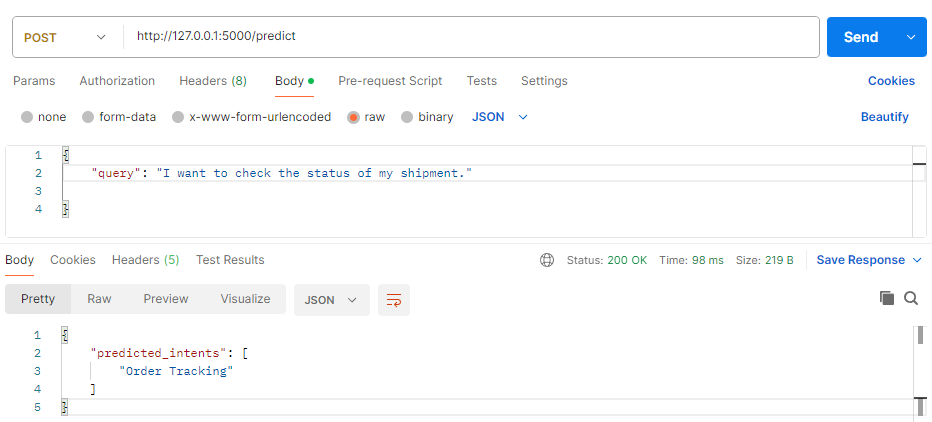 POST http://127.0.0.1:5000/predict Send
Params Authorization Headers (8) Body Pre-request Script Tests Settings Cookies
none form-data x-www-form-urlencoded raw binary JSON Beautify
1 {
2 "query": "I want to check the status of my shipment."
3
4 }
Body Cookies Headers (5) Test Results Status: 200 OK Time: 98 ms Size: 219 B Save Response
Pretty Raw Preview Visualize JSON
1 {
2 "predicted_intents": [
3 "Order Tracking"
4 ]
5 }